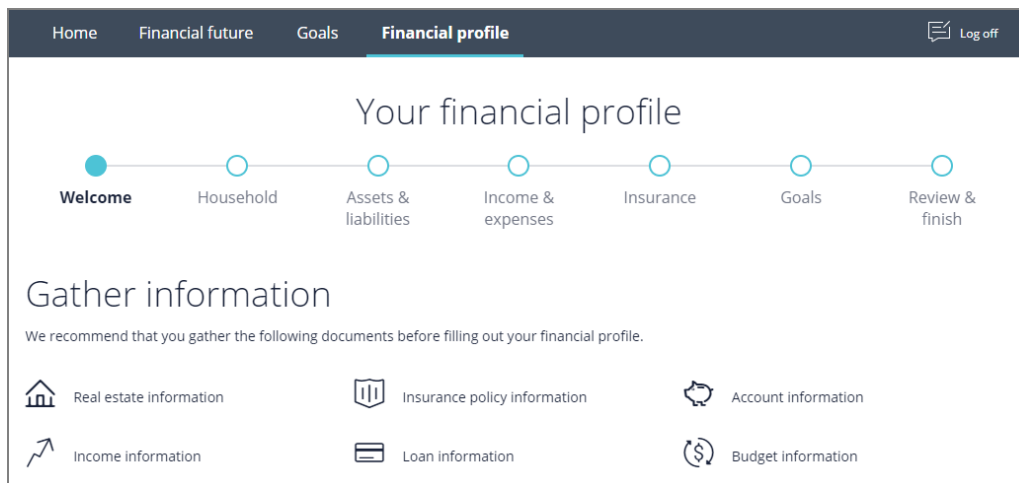 Home Financial future Goals Financial profile Log off
Your financial profile
Welcome Household Assets & Income & Insurance Goals Review &
liabilities expenses finish
Gather information
We recommend that you gather the following documents before filling out your financial profile.
Real estate information Insurance policy information Account information
Income information Loan information Budget information